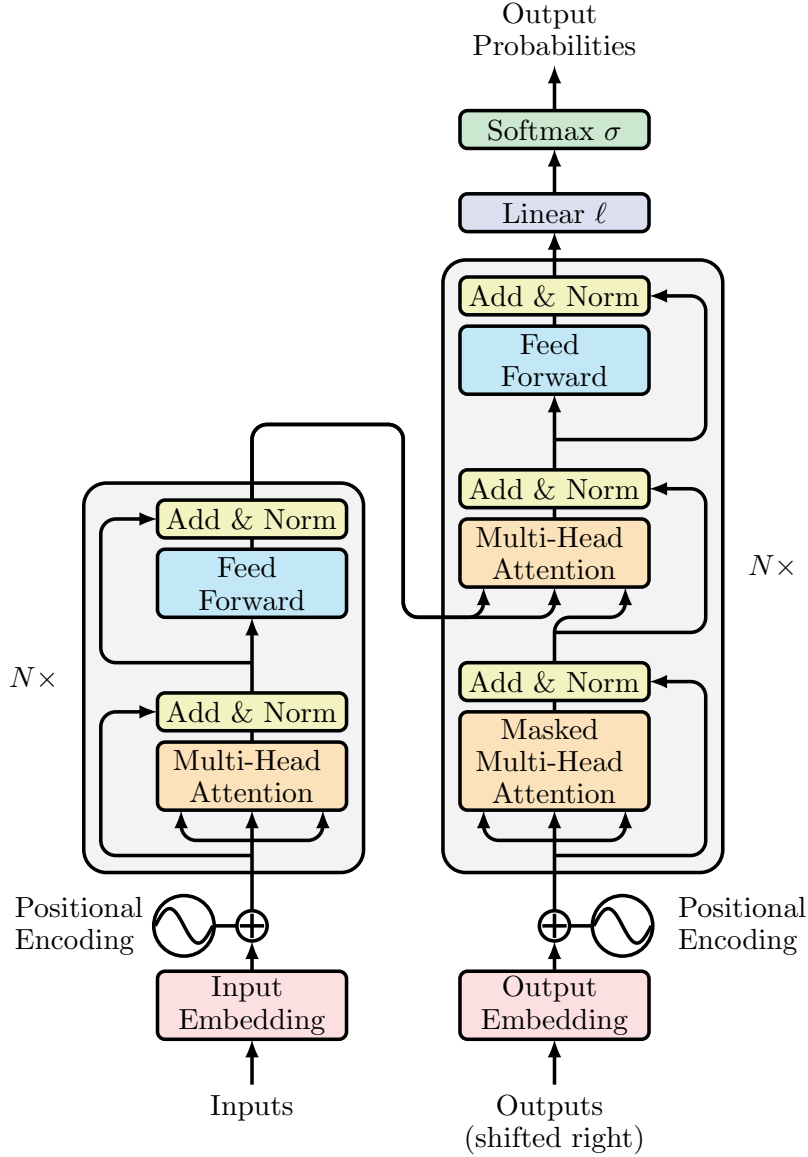 Output
Probabilities
Softmax σ
Linear ℓ
Add & Norm
Feed
Forward
Add & Norm
Multi-Head
Attention
N×
Add & Norm
Masked
Multi-Head
Attention
Add & Norm
Feed
Forward
N×
Add & Norm
Multi-Head
Attention
Positional
Encoding
Positional
Encoding
Input
Embedding
Output
Embedding
Inputs
Outputs
(shifted right)